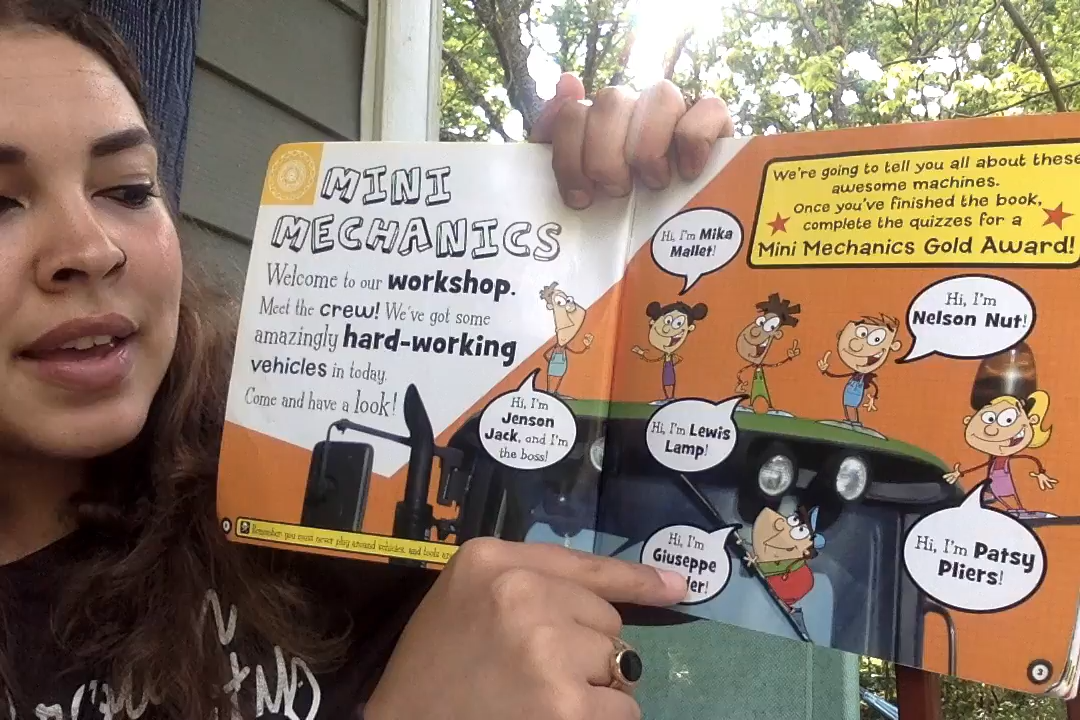 MINI
MECHANICS
Welcome to our workshop.
Meet the crew! We've got some
amazingly hard-working
vehicles in today.
Come and have a look!
Hi, I'm
Jenson
Jack, and I'm
the boss!
Remember, you must never play around vehicles, and tools are
We're going to tell you all about these
awesome machines.
Once you've finished the book,
complete the quizzes for a
Mini Mechanics Gold Award!
Hi, I'm Mika
Mallet!
Hi, I'm
Nelson Nut!
Hi, I'm Lewis
Lamp!
Hi, I'm
Giuseppe
Hi, I'm Patsy
Pliers!
3